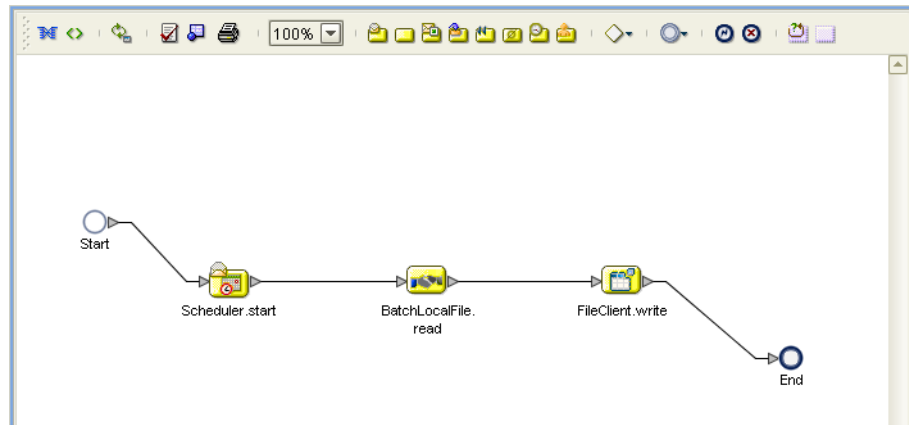 100%
Start
Scheduler.start
BatchLocalFile.
read
FileClient.write
End